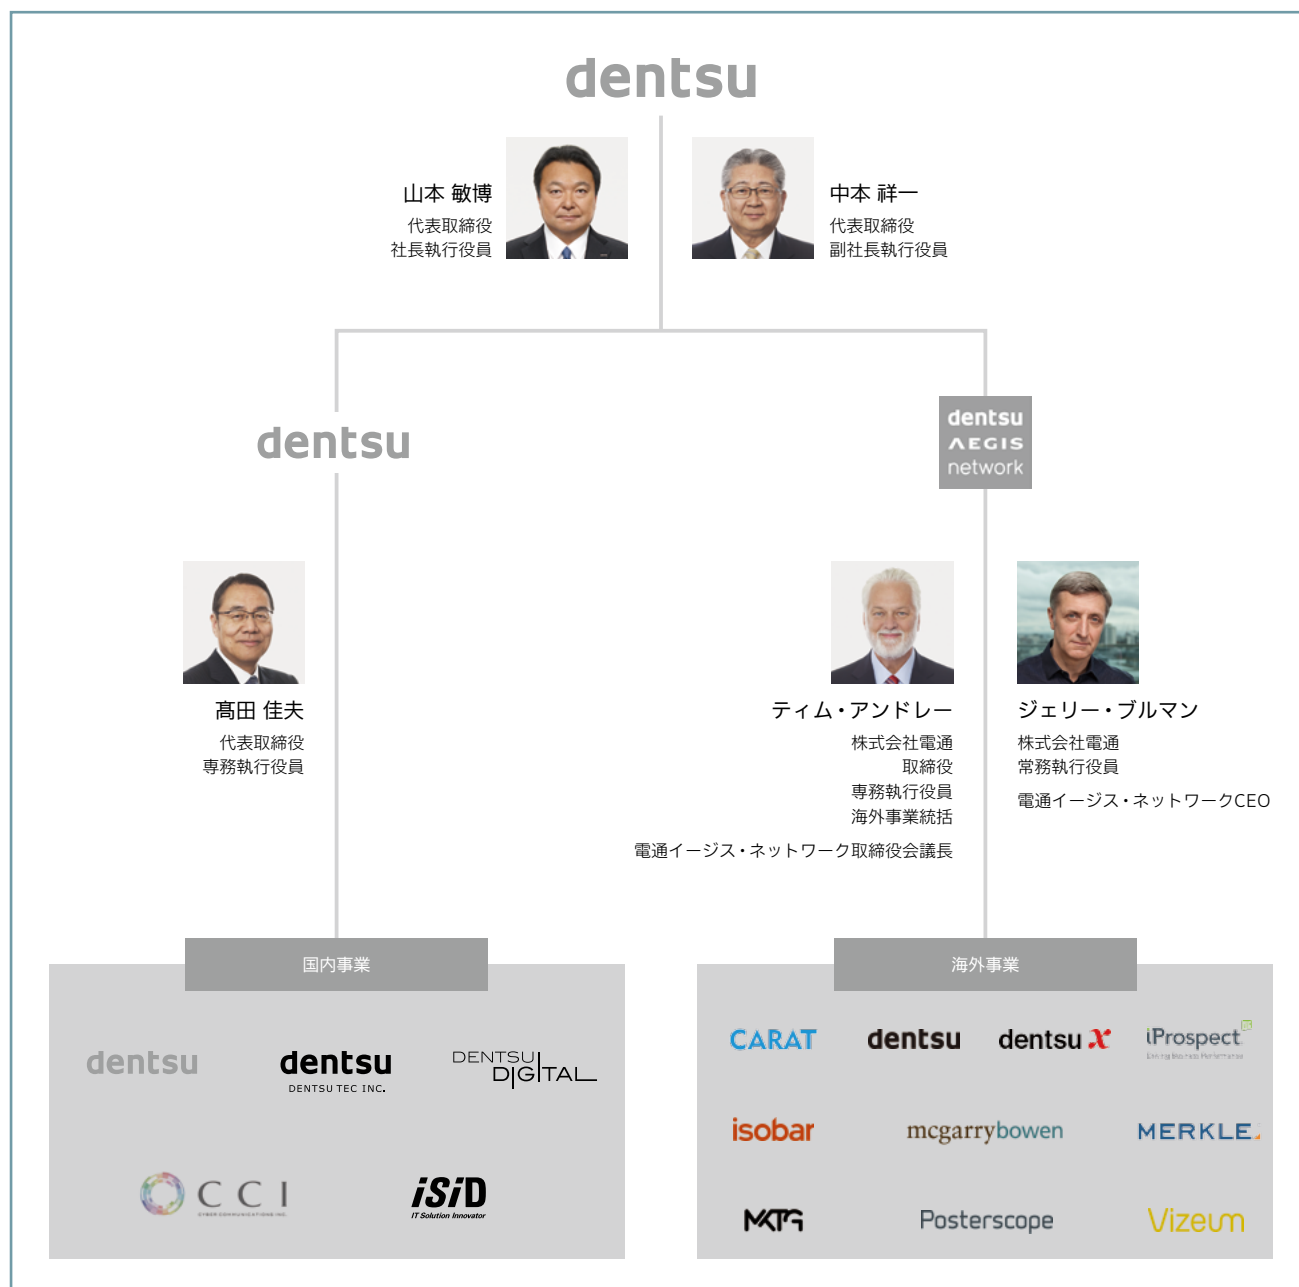 dentsu
山本 敏博
代表取締役
社長執行役員
中本 祥一
代表取締役
副社長執行役員
dentsu
dentsu
AEGIS
network
髙田 佳夫
代表取締役
専務執行役員
ティム・アンドレー
株式会社電通
取締役
専務執行役員
海外事業統括
電通イージス・ネットワーク取締役会議長
ジェリー・ブルマン
株式会社電通
常務執行役員
電通イージス・ネットワークCEO
国内事業
dentsu
dentsu
DENTSU TEC INC.
DENTSU
DIGITAL
CCI
CYBER COMMUNICATIONS INC.
iSiD
IT Solution Innovator
海外事業
CARAT
dentsu
dentsu X
iProspect
Driving Business Performance
isobar
mcgarrybowen
MERKLE
MKTG
Posterscope
Vizeum